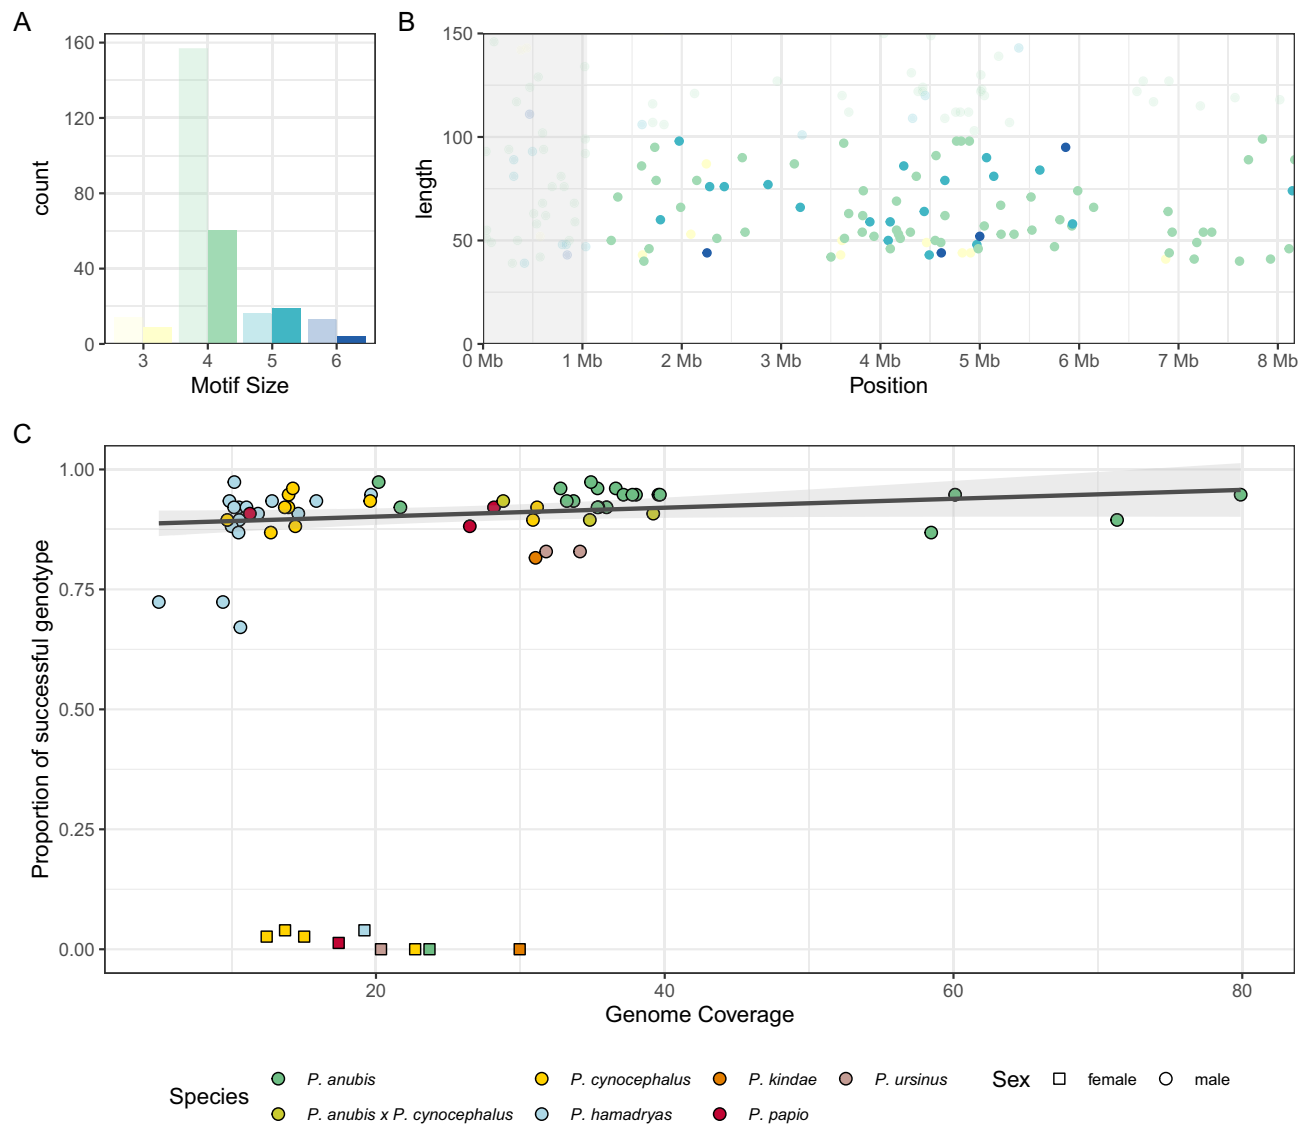 A
B
count
160
120
80
40
0
3
4
5
6
Motif Size
length
150
100
50
0
0 Mb
1 Mb
2 Mb
3 Mb
4 Mb
5 Mb
6 Mb
7 Mb
8 Mb
Position
C
Proportion of successful genotype
1.00
0.75
0.50
0.25
0.00
20
40
60
80
Genome Coverage
Species
P. anubis
P. cynocephalus
P. kindae
P. ursinus
P. anubis x P. cynocephalus
P. hamadryas
P. papio
Sex
female
male